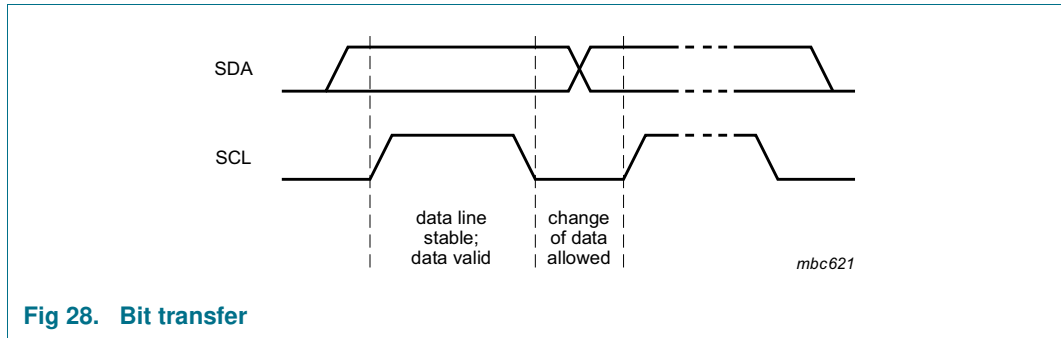 SDA
SCL
data line
stable;
data valid
change
of data
allowed
mbc621
Fig 28. Bit transfer